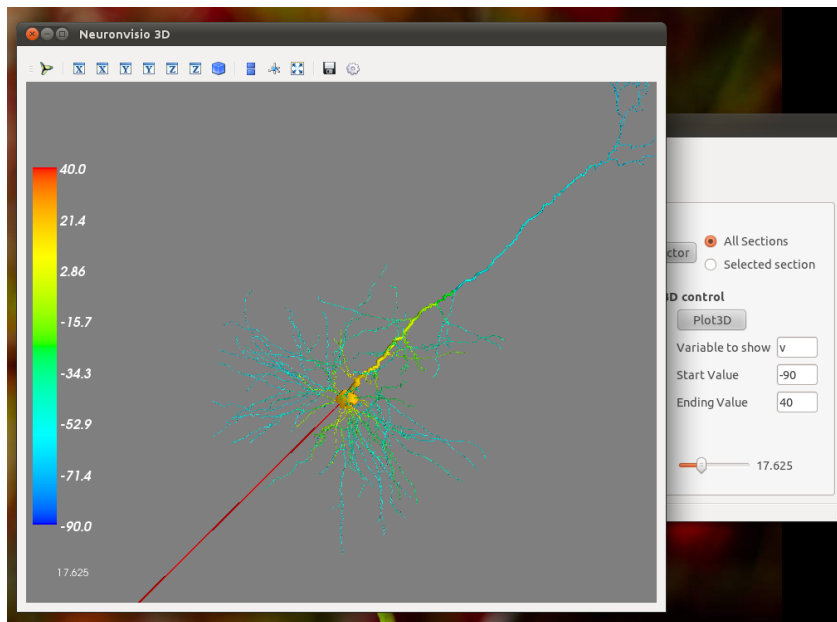 Neuronvisio 3D
X X Y Y Z Z
40.0
21.4
2.86
-15.7
-34.3
-52.9
-71.4
-90.0
17.625
All Sections
Selected section
3D control
Plot3D
Variable to show v
Start Value -90
Ending Value 40
17.625